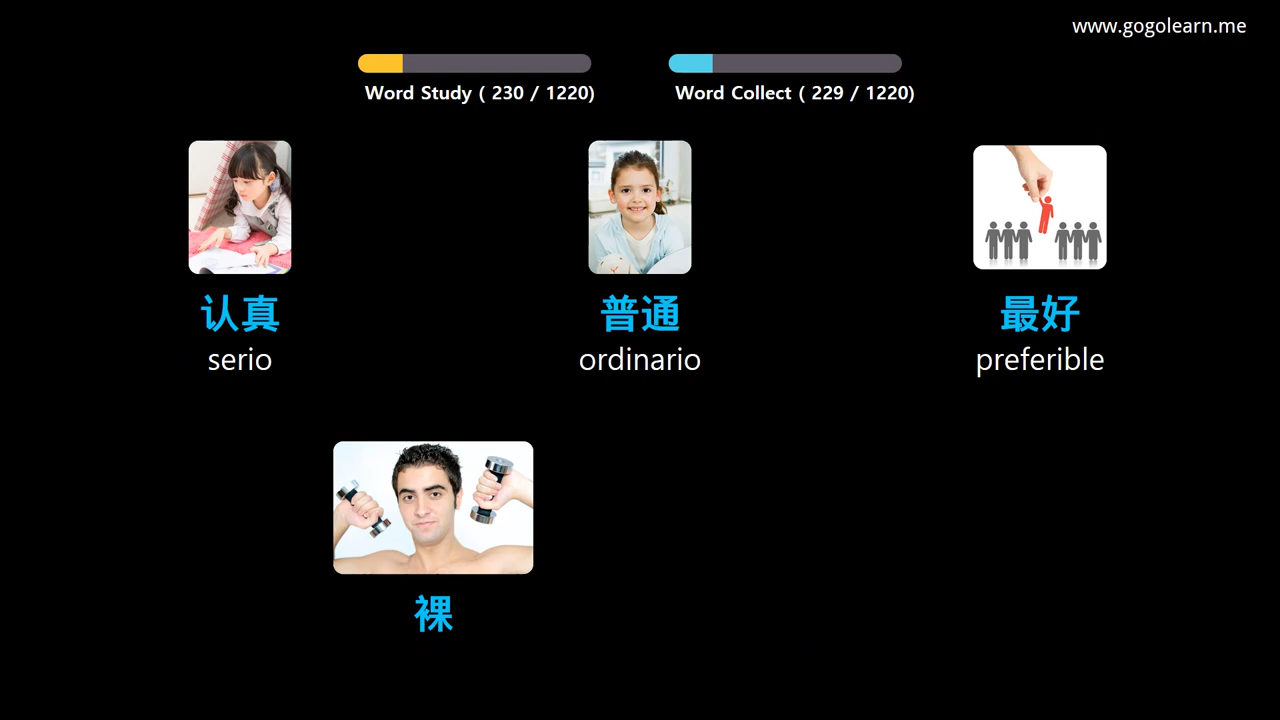 www.gogolearn.me
Word Study ( 230 / 1220)
Word Collect ( 229 / 1220)
认真
serio
普通
ordinario
最好
preferible
裸